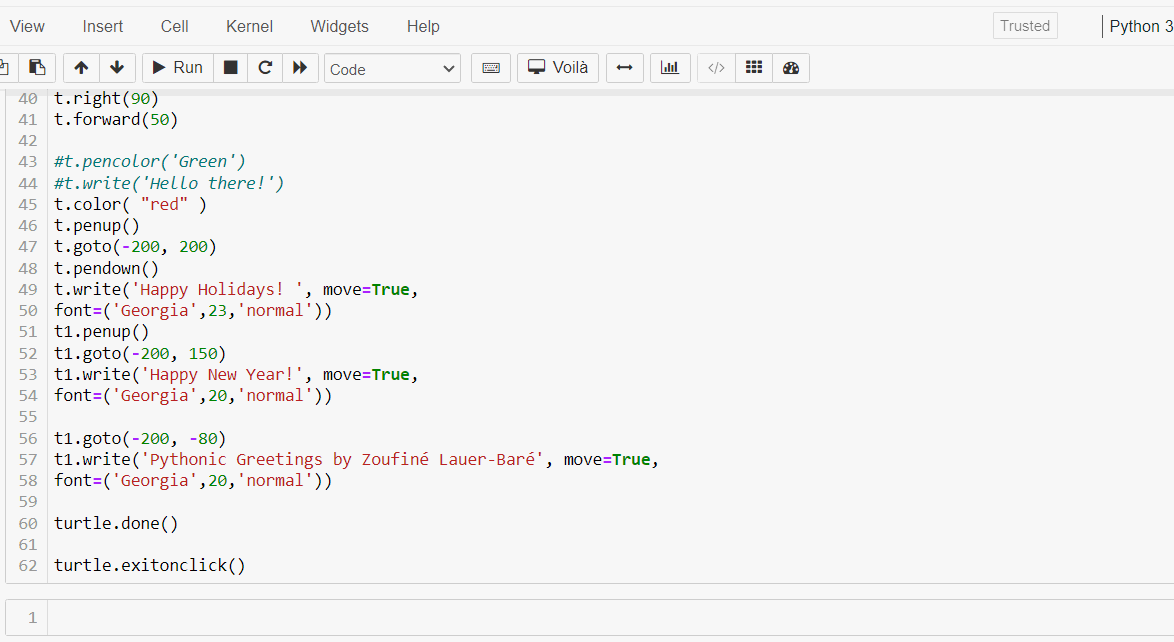 View Insert Cell Kernel Widgets Help Trusted Python 3
Run Code Voilà
40 t.right(90)
41 t.forward(50)
42
43 #t.pencolor('Green')
44 #t.write('Hello there!')
45 t.color( "red" )
46 t.penup()
47 t.goto(-200, 200)
48 t.pendown()
49 t.write('Happy Holidays! ', move=True,
50 font=('Georgia',23,'normal'))
51 t1.penup()
52 t1.goto(-200, 150)
53 t1.write('Happy New Year!', move=True,
54 font=('Georgia',20,'normal'))
55
56 t1.goto(-200, -80)
57 t1.write('Pythonic Greetings by Zoufiné Lauer-Baré', move=True,
58 font=('Georgia',20,'normal'))
59
60 turtle.done()
61
62 turtle.exitonclick()
1